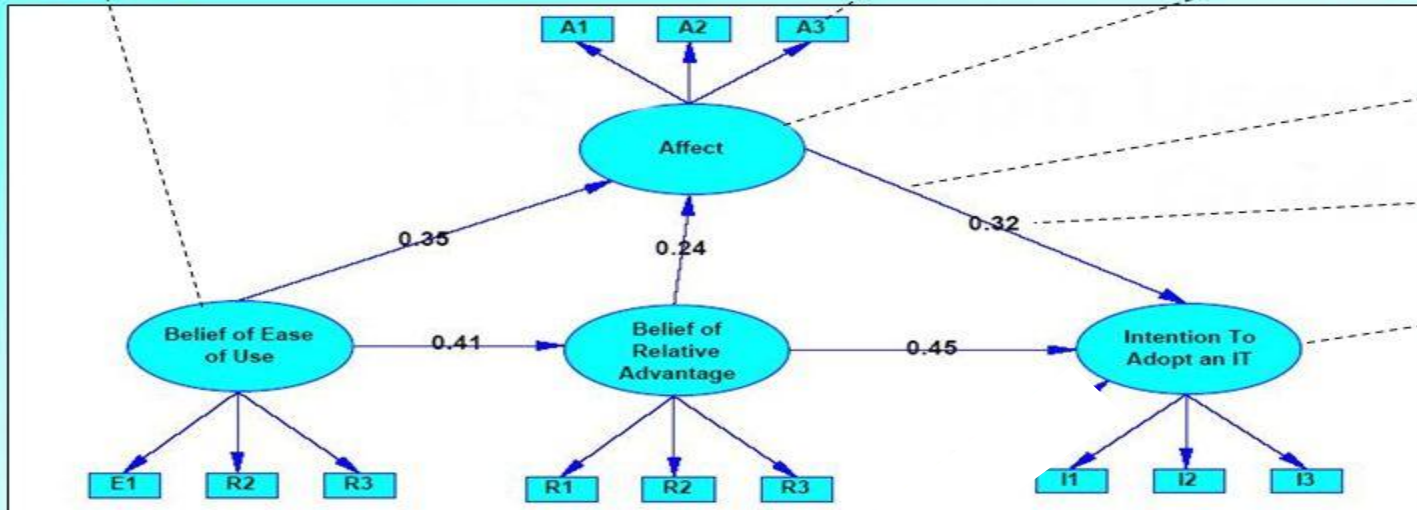 A1 A2 A3
Affect
0.35
0.24
0.32
Belief of Ease
of Use
0.41
Belief of
Relative
Advantage
0.45
Intention To
Adopt an IT
E1 R2 R3
R1 R2 R3
I1 I2 I3